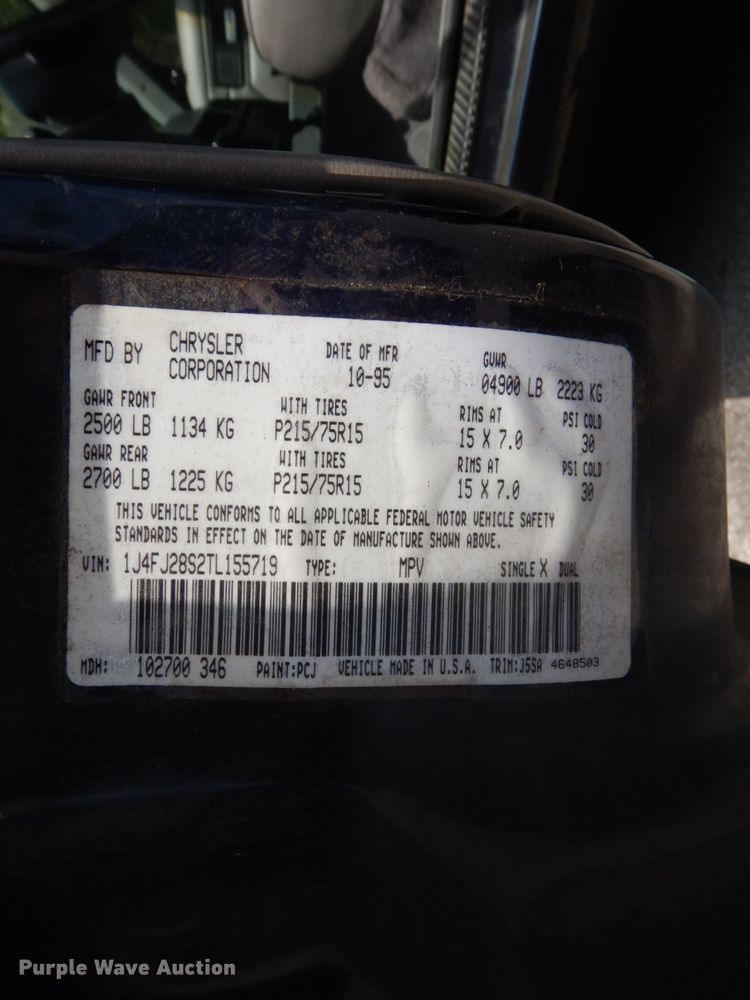 MFD BY CHRYSLER CORPORATION DATE OF MFR 10-95 GVWR 04900 LB 2223 KG
GAWR FRONT WITH TIRES RIMS AT PSI COLD
2500 LB 1134 KG P215/75R15 15 X 7.0 30
GAWR REAR WITH TIRES RIMS AT PSI COLD
2700 LB 1225 KG P215/75R15 15 X 7.0 30
THIS VEHICLE CONFORMS TO ALL APPLICABLE FEDERAL MOTOR VEHICLE SAFETY
STANDARDS IN EFFECT ON THE DATE OF MANUFACTURE SHOWN ABOVE.
VIN: 1J4FJ28S2TL155719 TYPE: MPV SINGLE X DUAL
MDH: 102700 346 PAINT:PCJ VEHICLE MADE IN U.S.A. TRIM:J5SA 4648503
Purple Wave Auction